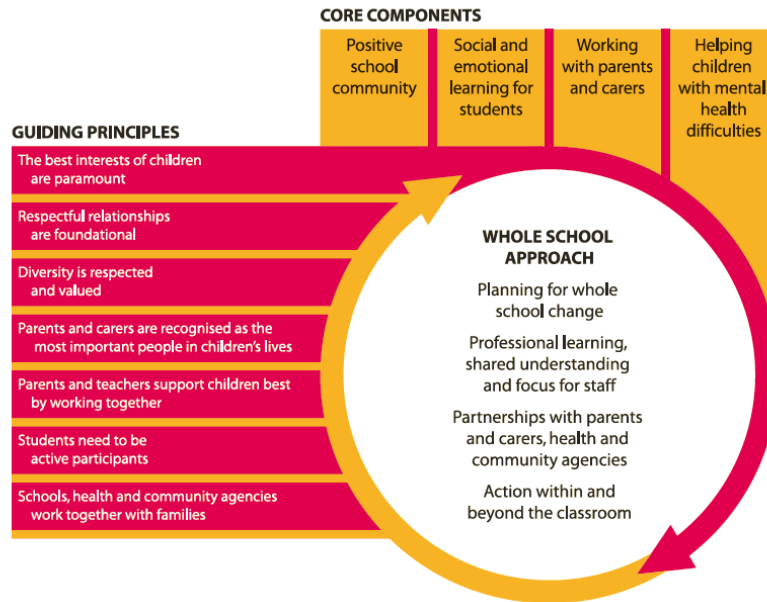 CORE COMPONENTS
Positive
school
community
Social and
emotional
learning for
students
Working
with parents
and carers
Helping
children
with mental
health
difficulties
GUIDING PRINCIPLES
The best interests of children
are paramount
Respectful relationships
are foundational
Diversity is respected
and valued
Parents and carers are recognised as the
most important people in children's lives
Parents and teachers support children best
by working together
Students need to be
active participants
Schools, health and community agencies
work together with families
WHOLE SCHOOL
APPROACH
Planning for whole
school change
Professional learning,
shared understanding
and focus for staff
Partnerships with parents
and carers, health and
community agencies
Action within and
beyond the classroom